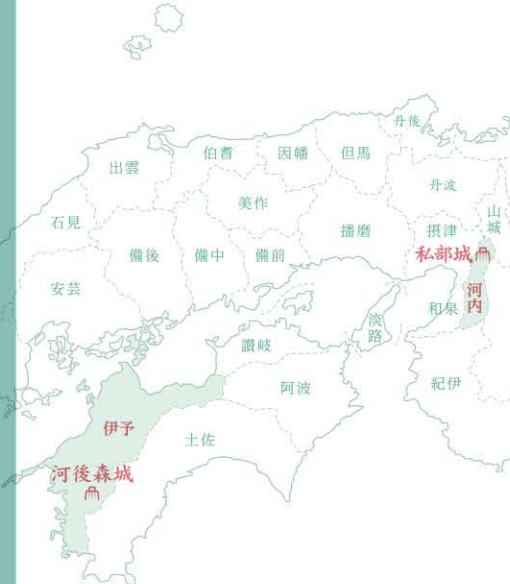 丹後
伯耆
因幡
但馬
出雲
丹波
美作
山城
石見
播磨
摂津
備後
備中
備前
私部城
安芸
河内
和泉
淡路
讃岐
紀伊
阿波
伊予
土佐
河後森城